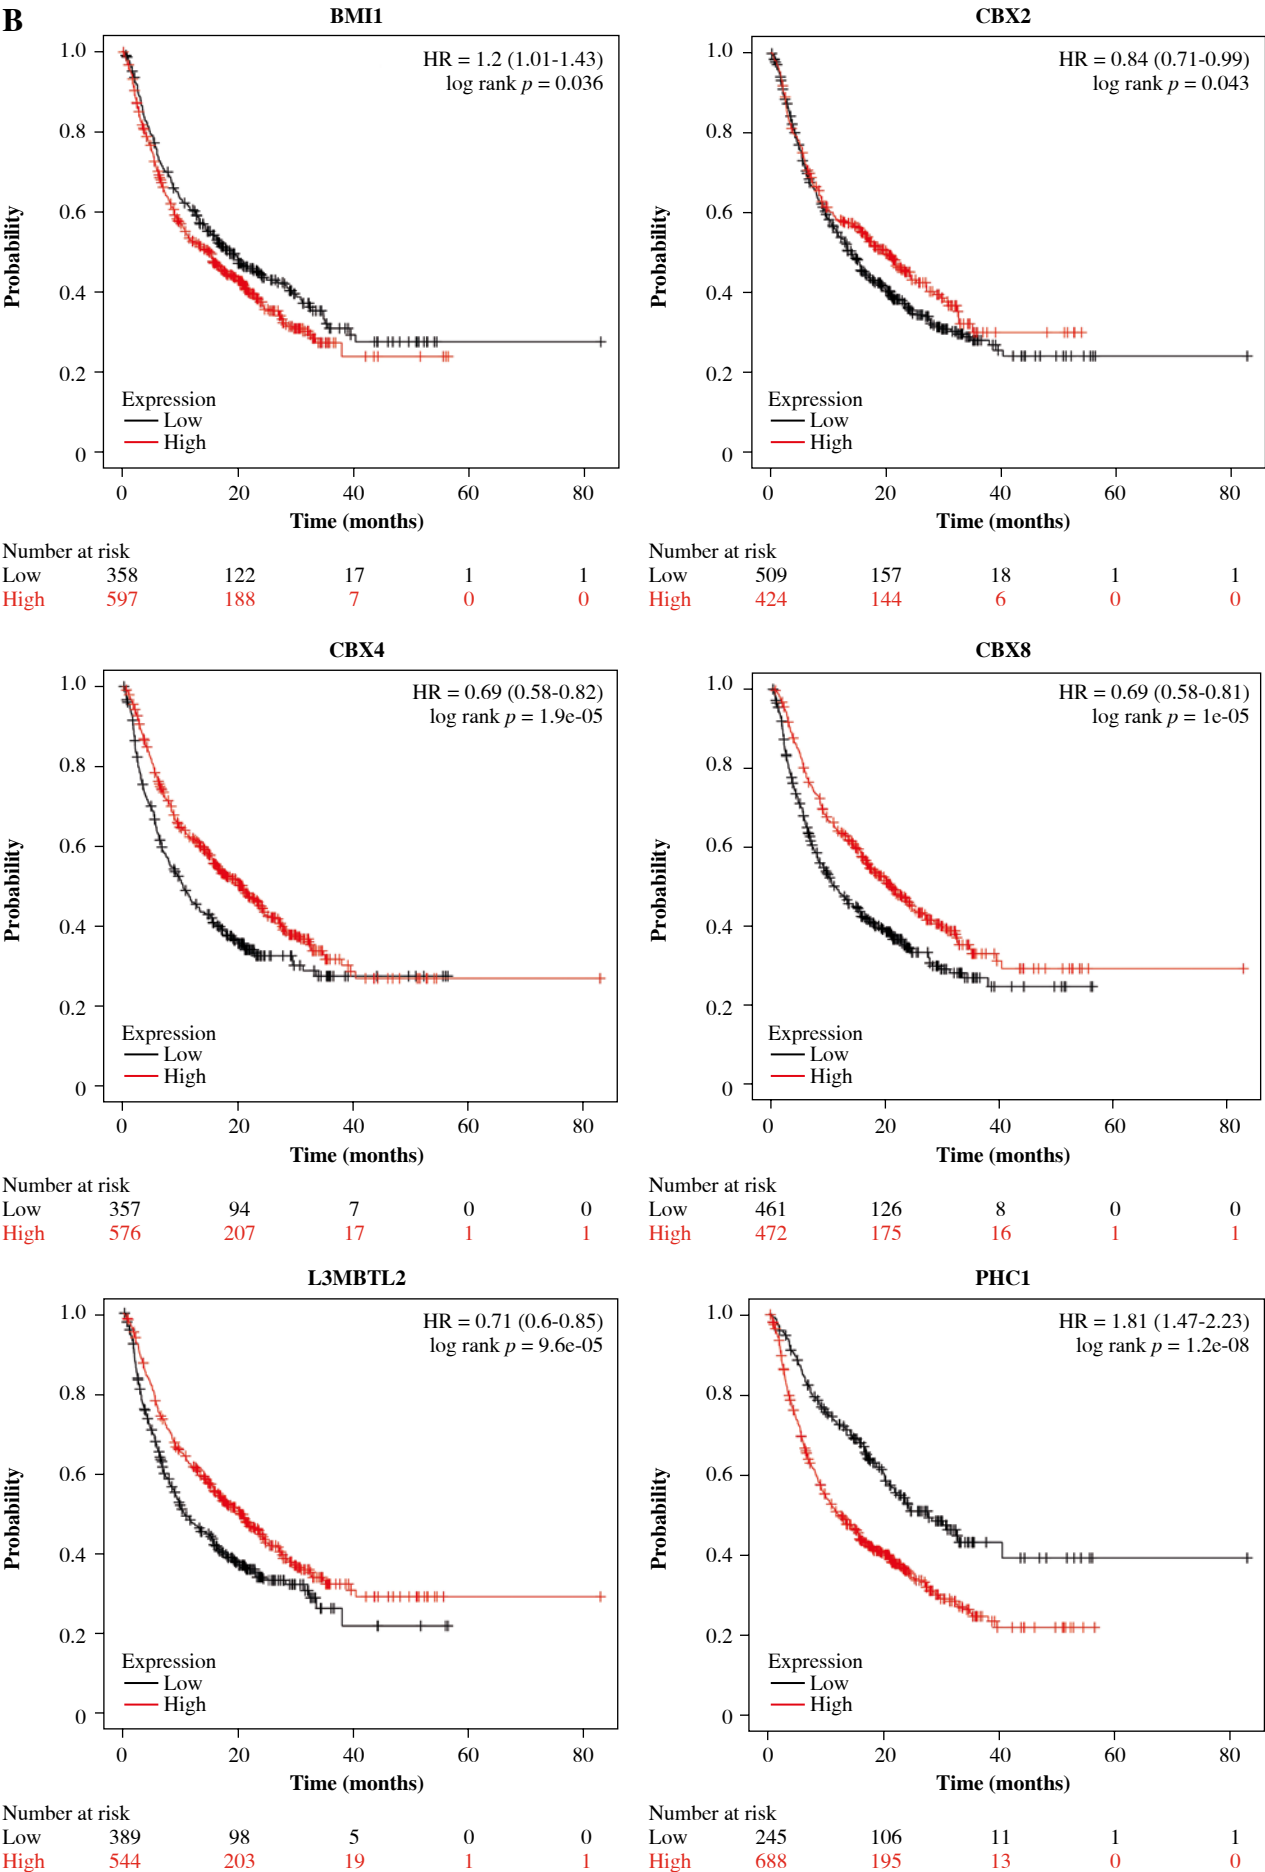 B
BMI1
HR = 1.2 (1.01-1.43)
log rank p = 0.036
Probability
1.0
0.8
0.6
0.4
0.2
0
Expression
Low
High
0 20 40 60 80
Time (months)
Number at risk
Low 358 122 17 1 1
High 597 188 7 0 0
CBX2
HR = 0.84 (0.71-0.99)
log rank p = 0.043
Probability
1.0
0.8
0.6
0.4
0.2
0
Expression
Low
High
0 20 40 60 80
Time (months)
Number at risk
Low 509 157 18 1 1
High 424 144 6 0 0
CBX4
HR = 0.69 (0.58-0.82)
log rank p = 1.9e-05
Probability
1.0
0.8
0.6
0.4
0.2
0
Expression
Low
High
0 20 40 60 80
Time (months)
Number at risk
Low 357 94 7 0 0
High 576 207 17 1 1
CBX8
HR = 0.69 (0.58-0.81)
log rank p = 1e-05
Probability
1.0
0.8
0.6
0.4
0.2
0
Expression
Low
High
0 20 40 60 80
Time (months)
Number at risk
Low 461 126 8 0 0
High 472 175 16 1 1
L3MBTL2
HR = 0.71 (0.6-0.85)
log rank p = 9.6e-05
Probability
1.0
0.8
0.6
0.4
0.2
0
Expression
Low
High
0 20 40 60 80
Time (months)
Number at risk
Low 389 98 5 0 0
High 544 203 19 1 1
PHC1
HR = 1.81 (1.47-2.23)
log rank p = 1.2e-08
Probability
1.0
0.8
0.6
0.4
0.2
0
Expression
Low
High
0 20 40 60 80
Time (months)
Number at risk
Low 245 106 11 1 1
High 688 195 13 0 0